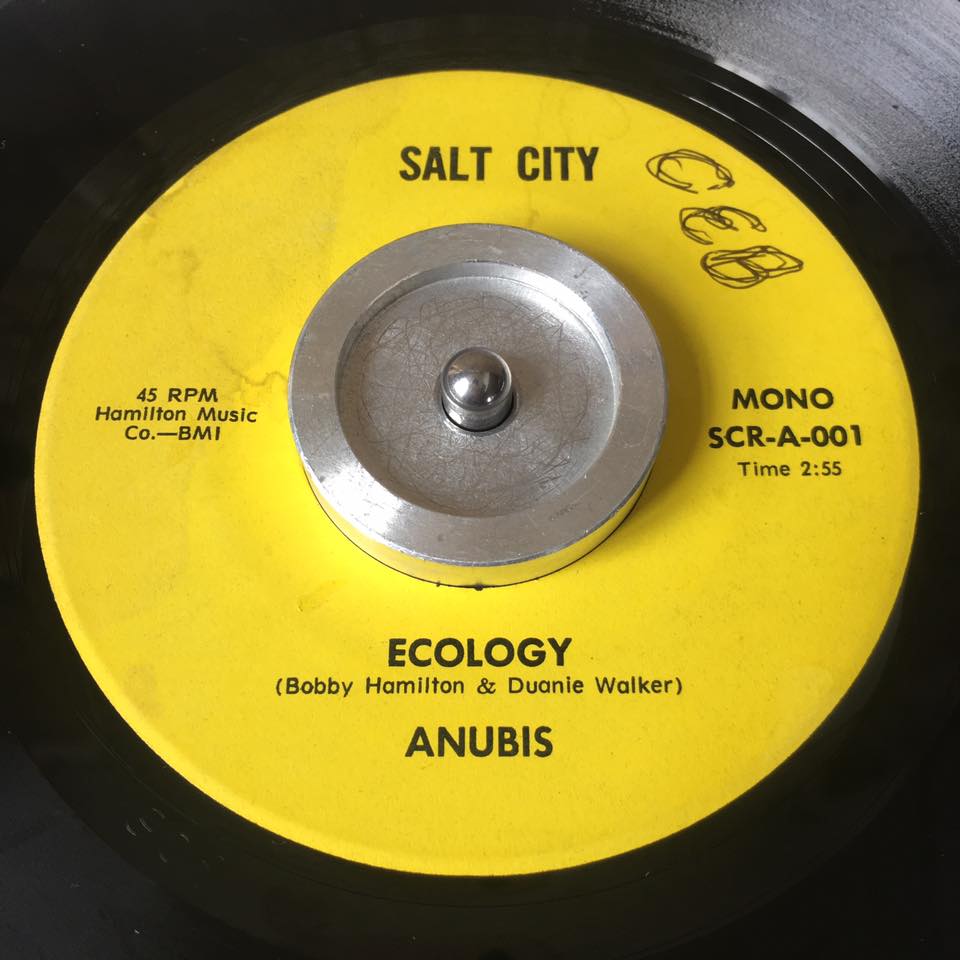 SALT CITY
C
E
B
45 RPM
Hamilton Music
Co.—BMI
MONO
SCR-A-001
Time 2:55
ECOLOGY
(Bobby Hamilton & Duanie Walker)
ANUBIS